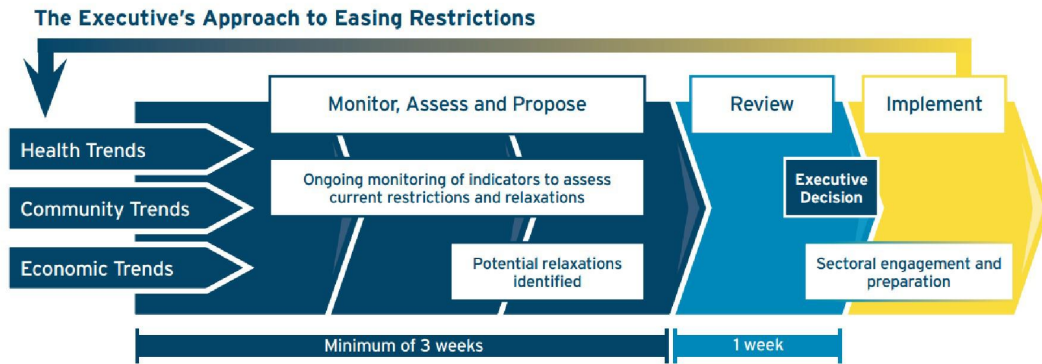 The Executive's Approach to Easing Restrictions
Monitor, Assess and Propose
Review
Implement
Health Trends
Community Trends
Economic Trends
Ongoing monitoring of indicators to assess
current restrictions and relaxations
Executive
Decision
Potential relaxations
identified
Sectoral engagement and
preparation
Minimum of 3 weeks
1 week